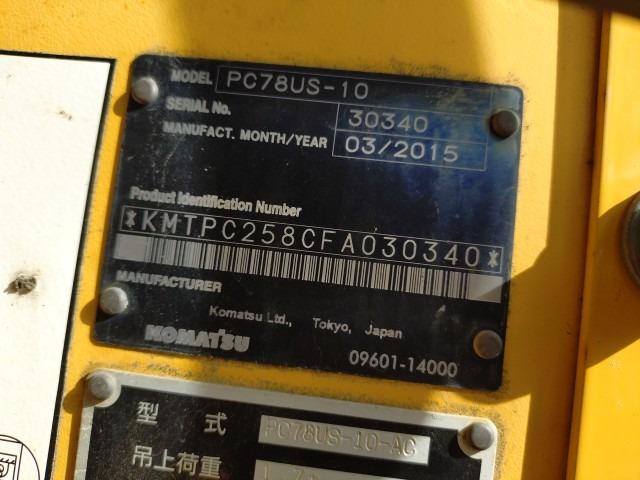 MODEL PC78US-10
SERIAL No. 30340
MANUFACT. MONTH/YEAR 03/2015
Product Identification Number
*KMTPC258CFA030340*
MANUFACTURER
Komatsu Ltd., Tokyo, Japan
KOMATSU
09601-14000
型式 PC78US-10-AC
吊上荷重